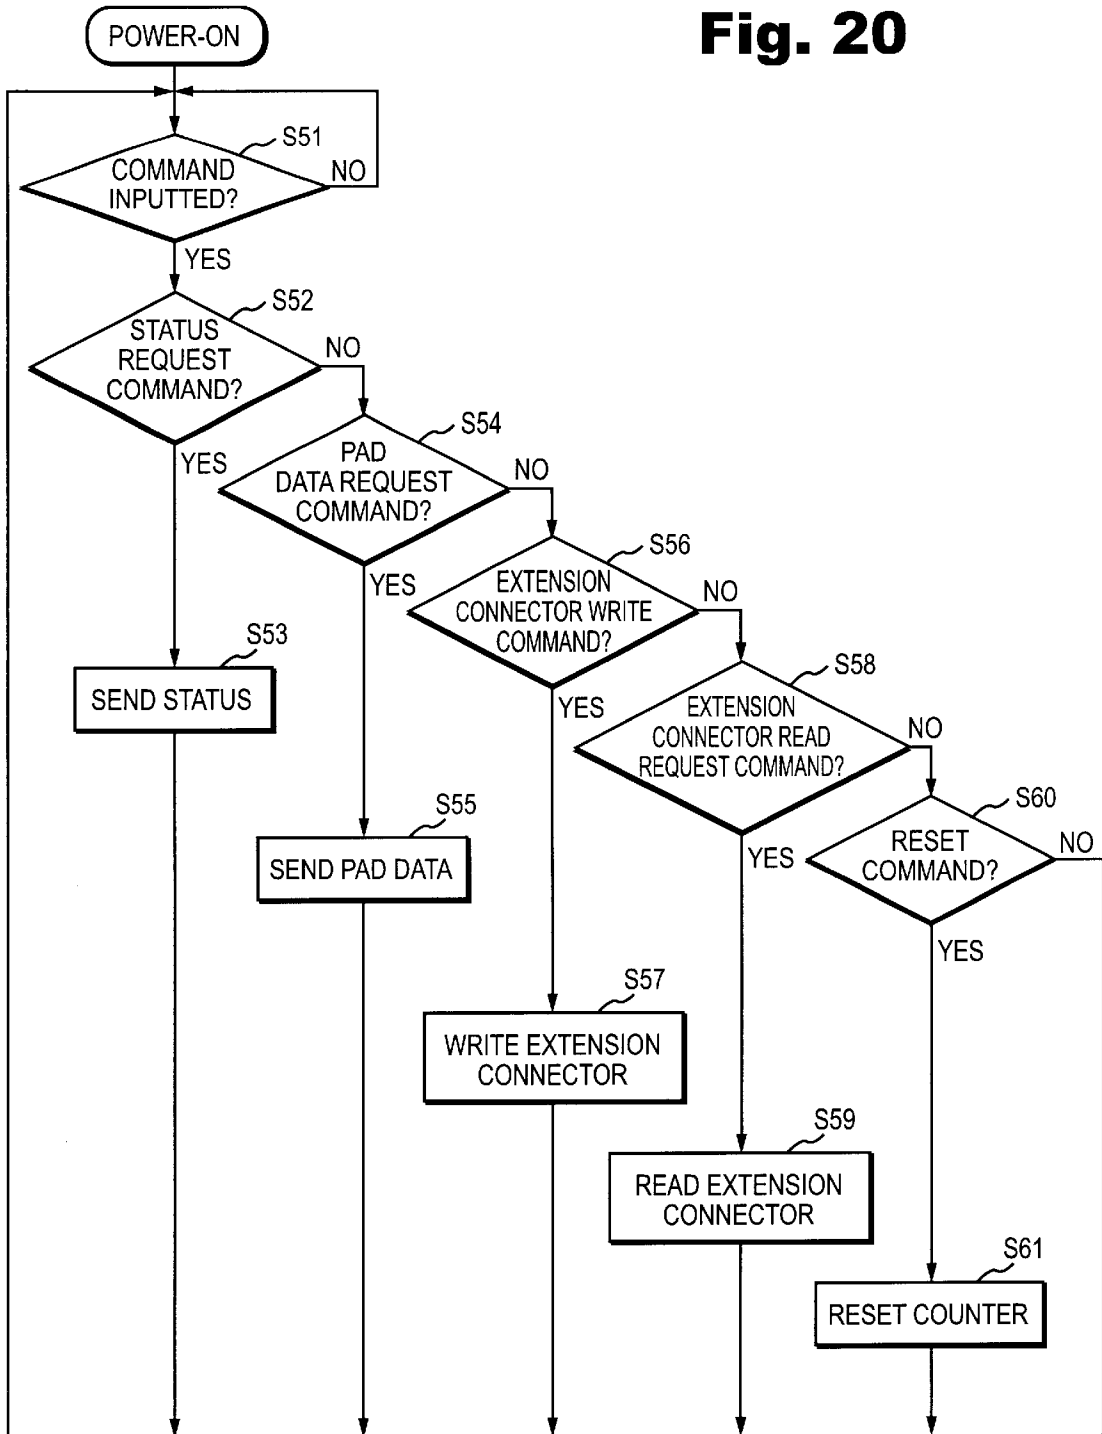 Fig. 20
POWER-ON
S51
COMMAND
INPUTTED?
NO
YES
S52
STATUS
REQUEST
COMMAND?
NO
YES
S54
PAD
DATA REQUEST
COMMAND?
NO
YES
S56
EXTENSION
CONNECTOR WRITE
COMMAND?
NO
YES
S53
SEND STATUS
S58
EXTENSION
CONNECTOR READ
REQUEST COMMAND?
NO
YES
S60
RESET
COMMAND?
NO
YES
S55
SEND PAD DATA
S57
WRITE EXTENSION
CONNECTOR
S59
READ EXTENSION
CONNECTOR
S61
RESET COUNTER